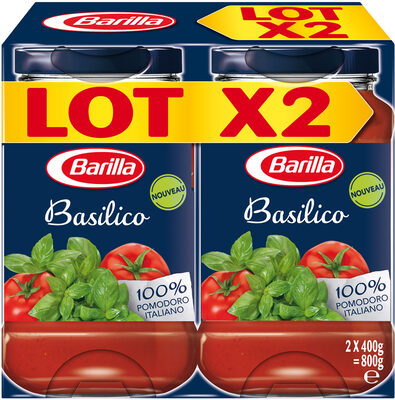 Barilla
LOT X2
LOT X2
Barilla
NOUVEAU
Basilico
100%
POMODORO
ITALIANO
Barilla
NOUVEAU
Basilico
100%
POMODORO
ITALIANO
2 X 400g
= 800g
e